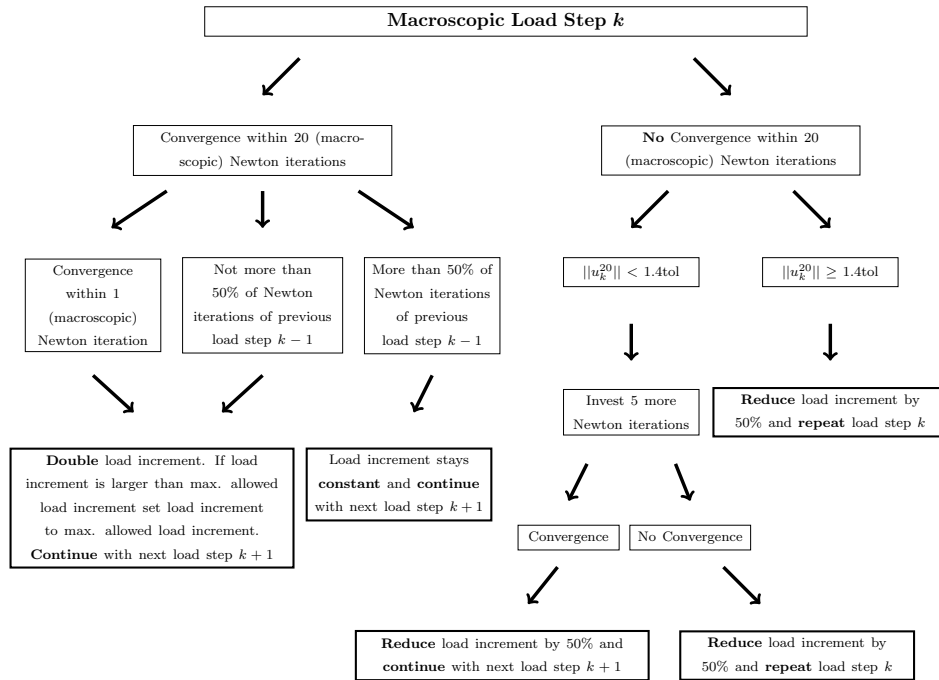 Macroscopic Load Step k
Convergence within 20 (macro-
scopic) Newton iterations
No Convergence within 20
(macroscopic) Newton iterations
Convergence
within 1
(macroscopic)
Newton iteration
Not more than
50% of Newton
iterations of previous
load step k − 1
More than 50% of
Newton iterations
of previous
load step k − 1
||u_k^20|| < 1.4tol
||u_k^20|| ≥ 1.4tol
Invest 5 more
Newton iterations
Reduce load increment by
50% and repeat load step k
Double load increment. If load
increment is larger than max. allowed
load increment set load increment
to max. allowed load increment.
Continue with next load step k + 1
Load increment stays
constant and continue
with next load step k + 1
Convergence
No Convergence
Reduce load increment by 50% and
continue with next load step k + 1
Reduce load increment by
50% and repeat load step k